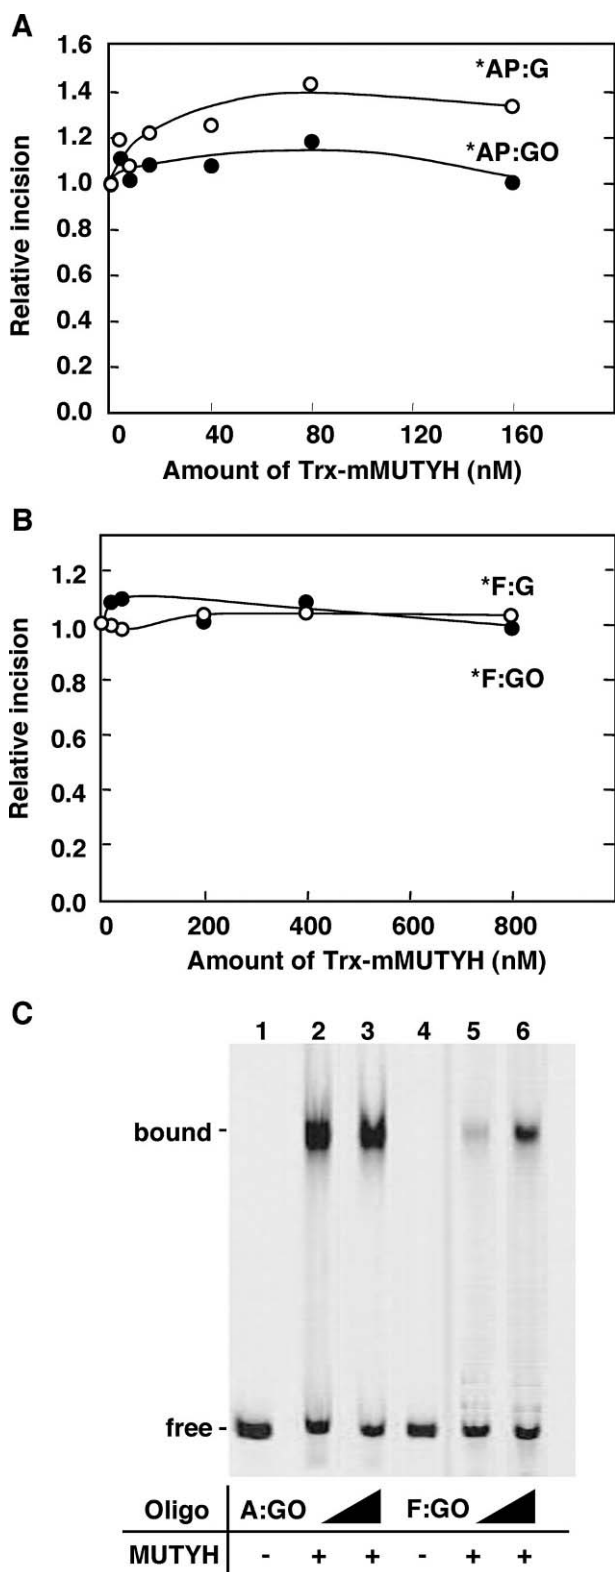 A
1.6
1.4
1.2
1.0
0.8
0.6
0.4
0.2
0.0
Relative incision
*AP:G
*AP:GO
0 40 80 120 160
Amount of Trx-mMUTYH (nM)
B
1.2
1.0
0.8
0.6
0.4
0.2
0.0
Relative incision
*F:G
*F:GO
0 200 400 600 800
Amount of Trx-mMUTYH (nM)
C
1 2 3 4 5 6
bound -
free -
Oligo A:GO F:GO
MUTYH - + + - + +